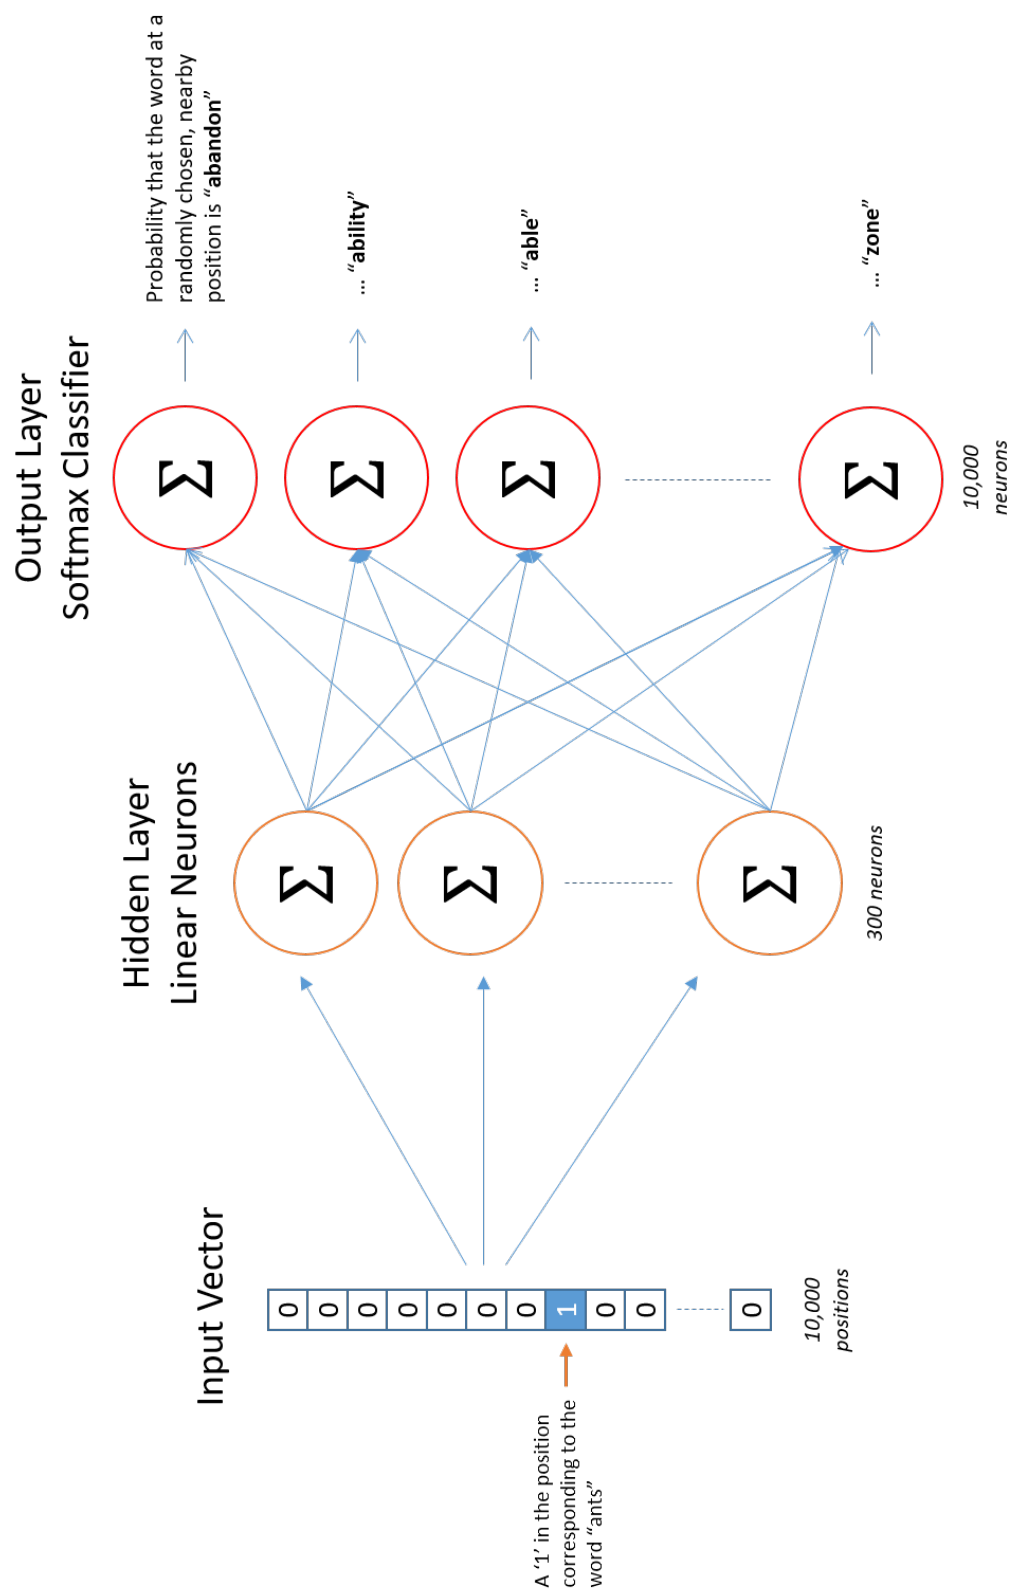 Output Layer
Softmax Classifier
Hidden Layer
Linear Neurons
Input Vector
Probability that the word at a
randomly chosen, nearby
position is “abandon”
... “ability”
... “able”
... “zone”
Σ
Σ
Σ
Σ
10,000
neurons
Σ
Σ
Σ
300 neurons
0
0
0
0
0
0
0
1
0
0
0
A ‘1’ in the position
corresponding to the
word “ants”
10,000
positions